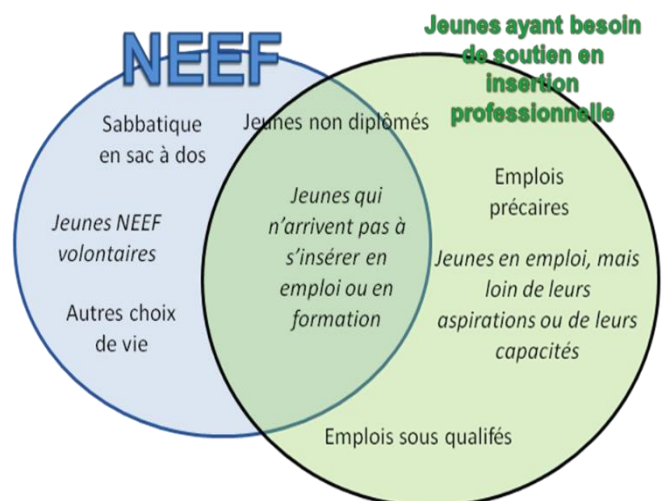 NEEF
Jeunes ayant besoin
de soutien en
insertion
professionnelle
Sabbatique
en sac à dos
Jeunes NEEF
volontaires
Autres choix
de vie
Jeunes non diplômés
Jeunes qui
n'arrivent pas à
s'insérer en
emploi ou en
formation
Emplois
précaires
Jeunes en emploi, mais
loin de leurs
aspirations ou de leurs
capacités
Emplois sous qualifés